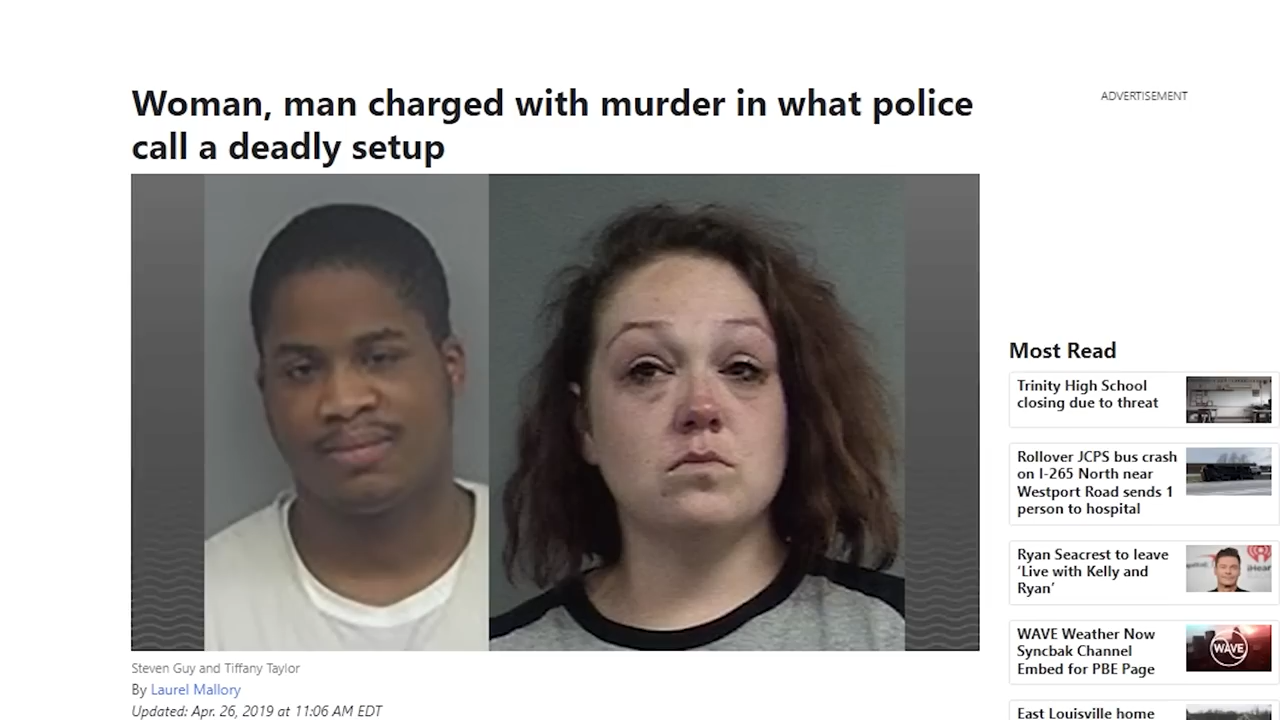 Woman, man charged with murder in what police
call a deadly setup
Steven Guy and Tiffany Taylor
By Laurel Mallory
Updated: Apr. 26, 2019 at 11:06 AM EDT
ADVERTISEMENT
Most Read
Trinity High School
closing due to threat
Rollover JCPS bus crash
on I-265 North near
Westport Road sends 1
person to hospital
Ryan Seacrest to leave
‘Live with Kelly and
Ryan’
WAVE Weather Now
Syncbak Channel
Embed for PBE Page
WAVE
East Louisville home